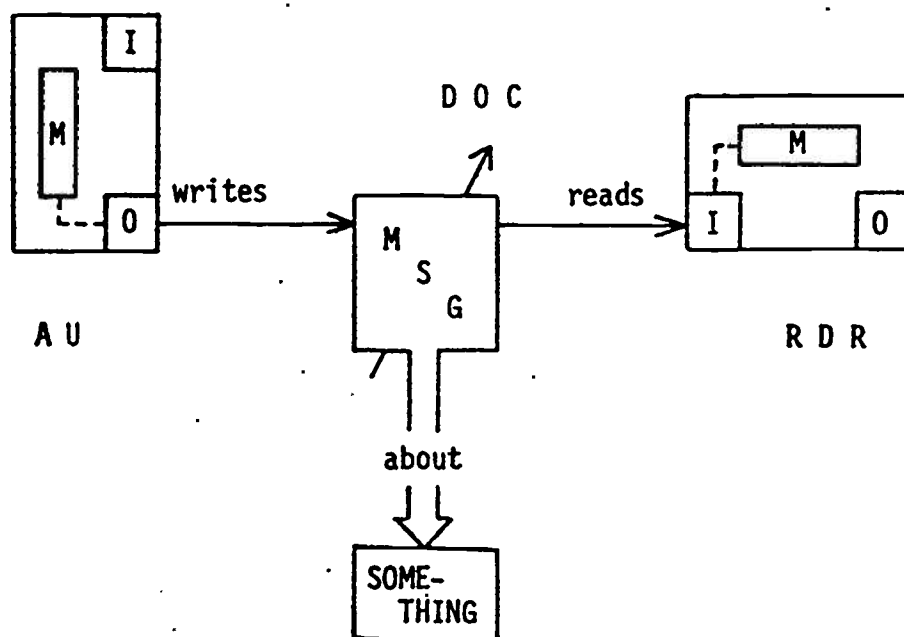 I
M
O
A U
writes
D O C
M
S
G
about
SOME-
THING
reads
M
I
O
R D R